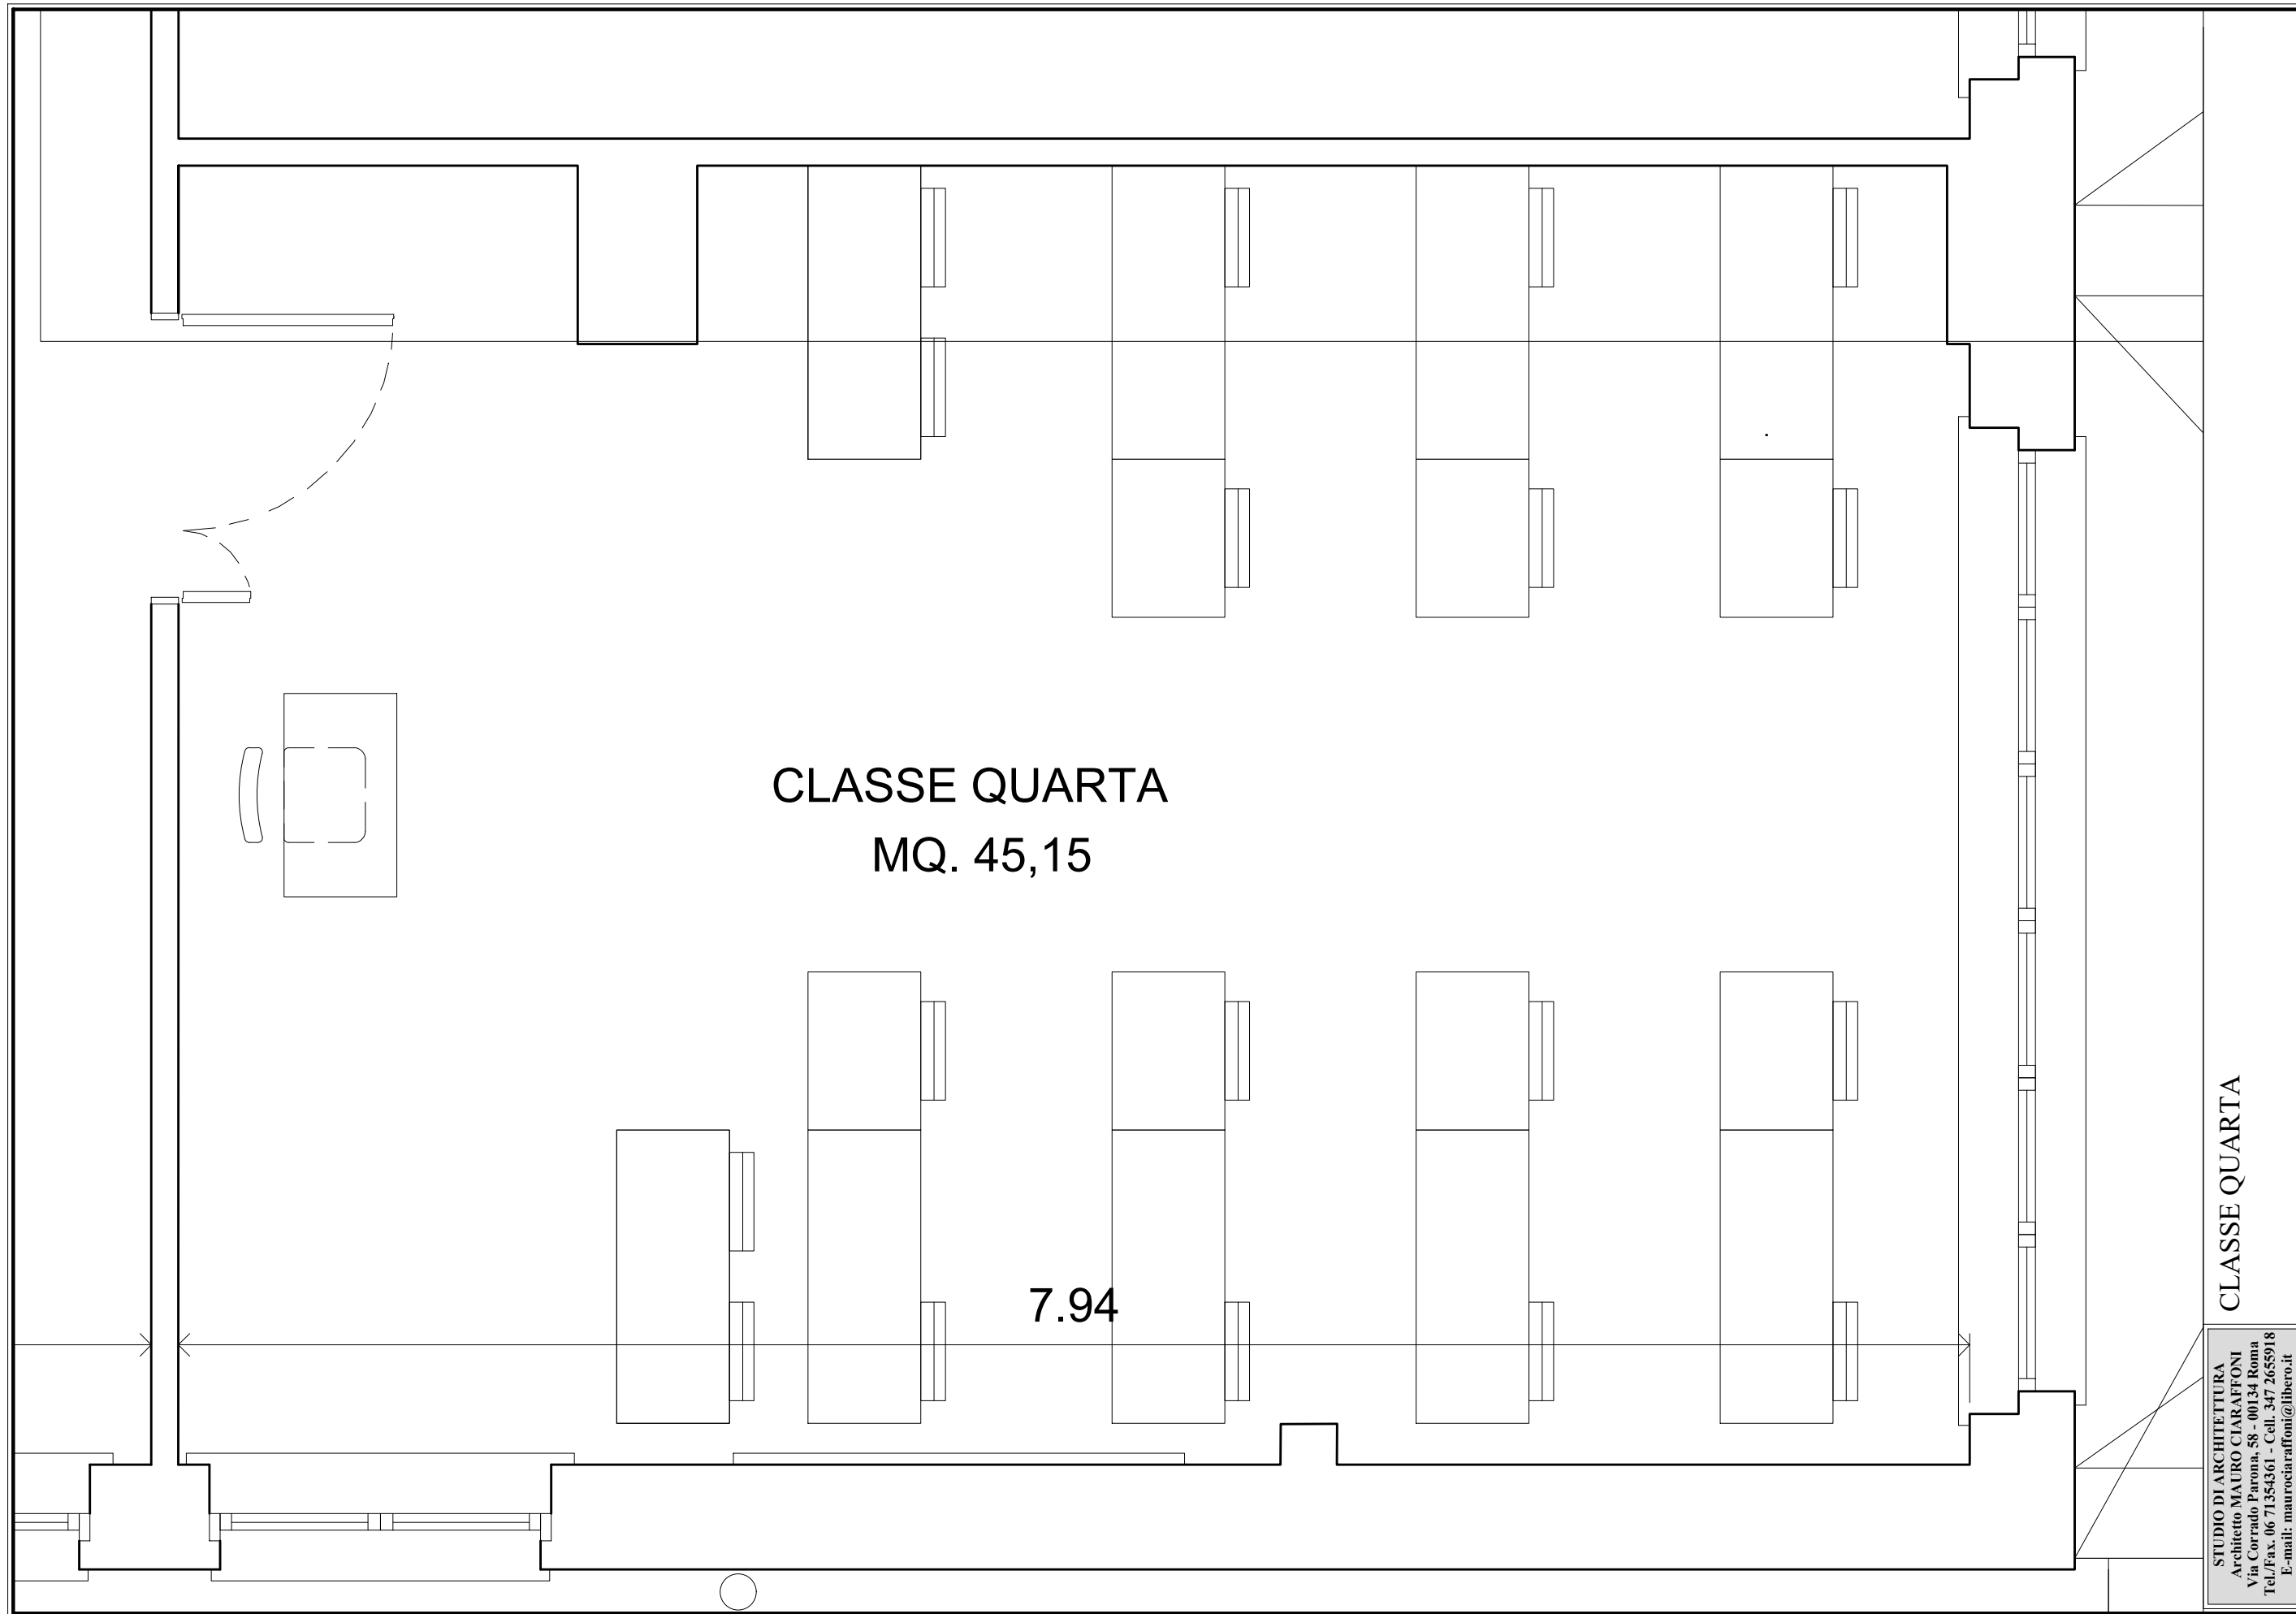 CLASSE QUARTA
MQ. 45,15
7.94
CLASSE QUARTA
STUDIO DI ARCHITETTURA
Architetto MAURO CIARAFFONI
Via Corrado Parona, 58 - 00134 Roma
Tel./Fax. 06 71354361 - Cell. 347 2655918
E-mail: maurociaraffoni@libero.it